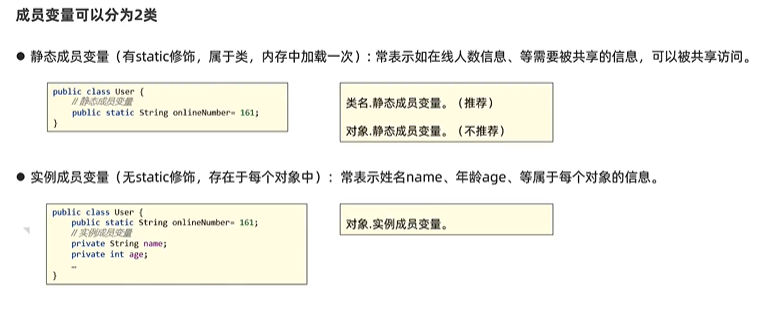 成员变量可以分为2类
● 静态成员变量（有static修饰，属于类，内存中加载一次）: 常表示如在线人数信息、等需要被共享的信息，可以被共享访问。
public class User {
// 静态成员变量
public static String onlineNumber= 161;
}
类名.静态成员变量。（推荐）
对象.静态成员变量。（不推荐）
● 实例成员变量（无static修饰，存在于每个对象中）: 常表示姓名name、年龄age、等属于每个对象的信息。
public class User {
public static String onlineNumber= 161;
// 实例成员变量
private String name;
private int age;
…
}
对象.实例成员变量。